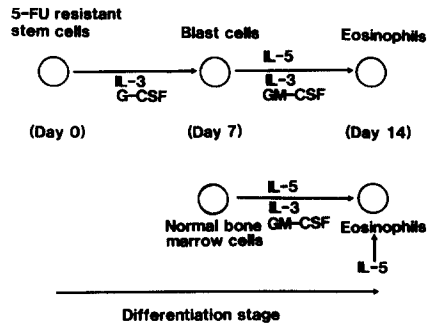 5-FU resistant
stem cells
Blast cells
Eosinophils
IL-5
IL-3
G-CSF
IL-3
GM-CSF
(Day 0)
(Day 7)
(Day 14)
IL-5
IL-3
GM-CSF
Normal bone
marrow cells
Eosinophils
IL-5
Differentiation stage